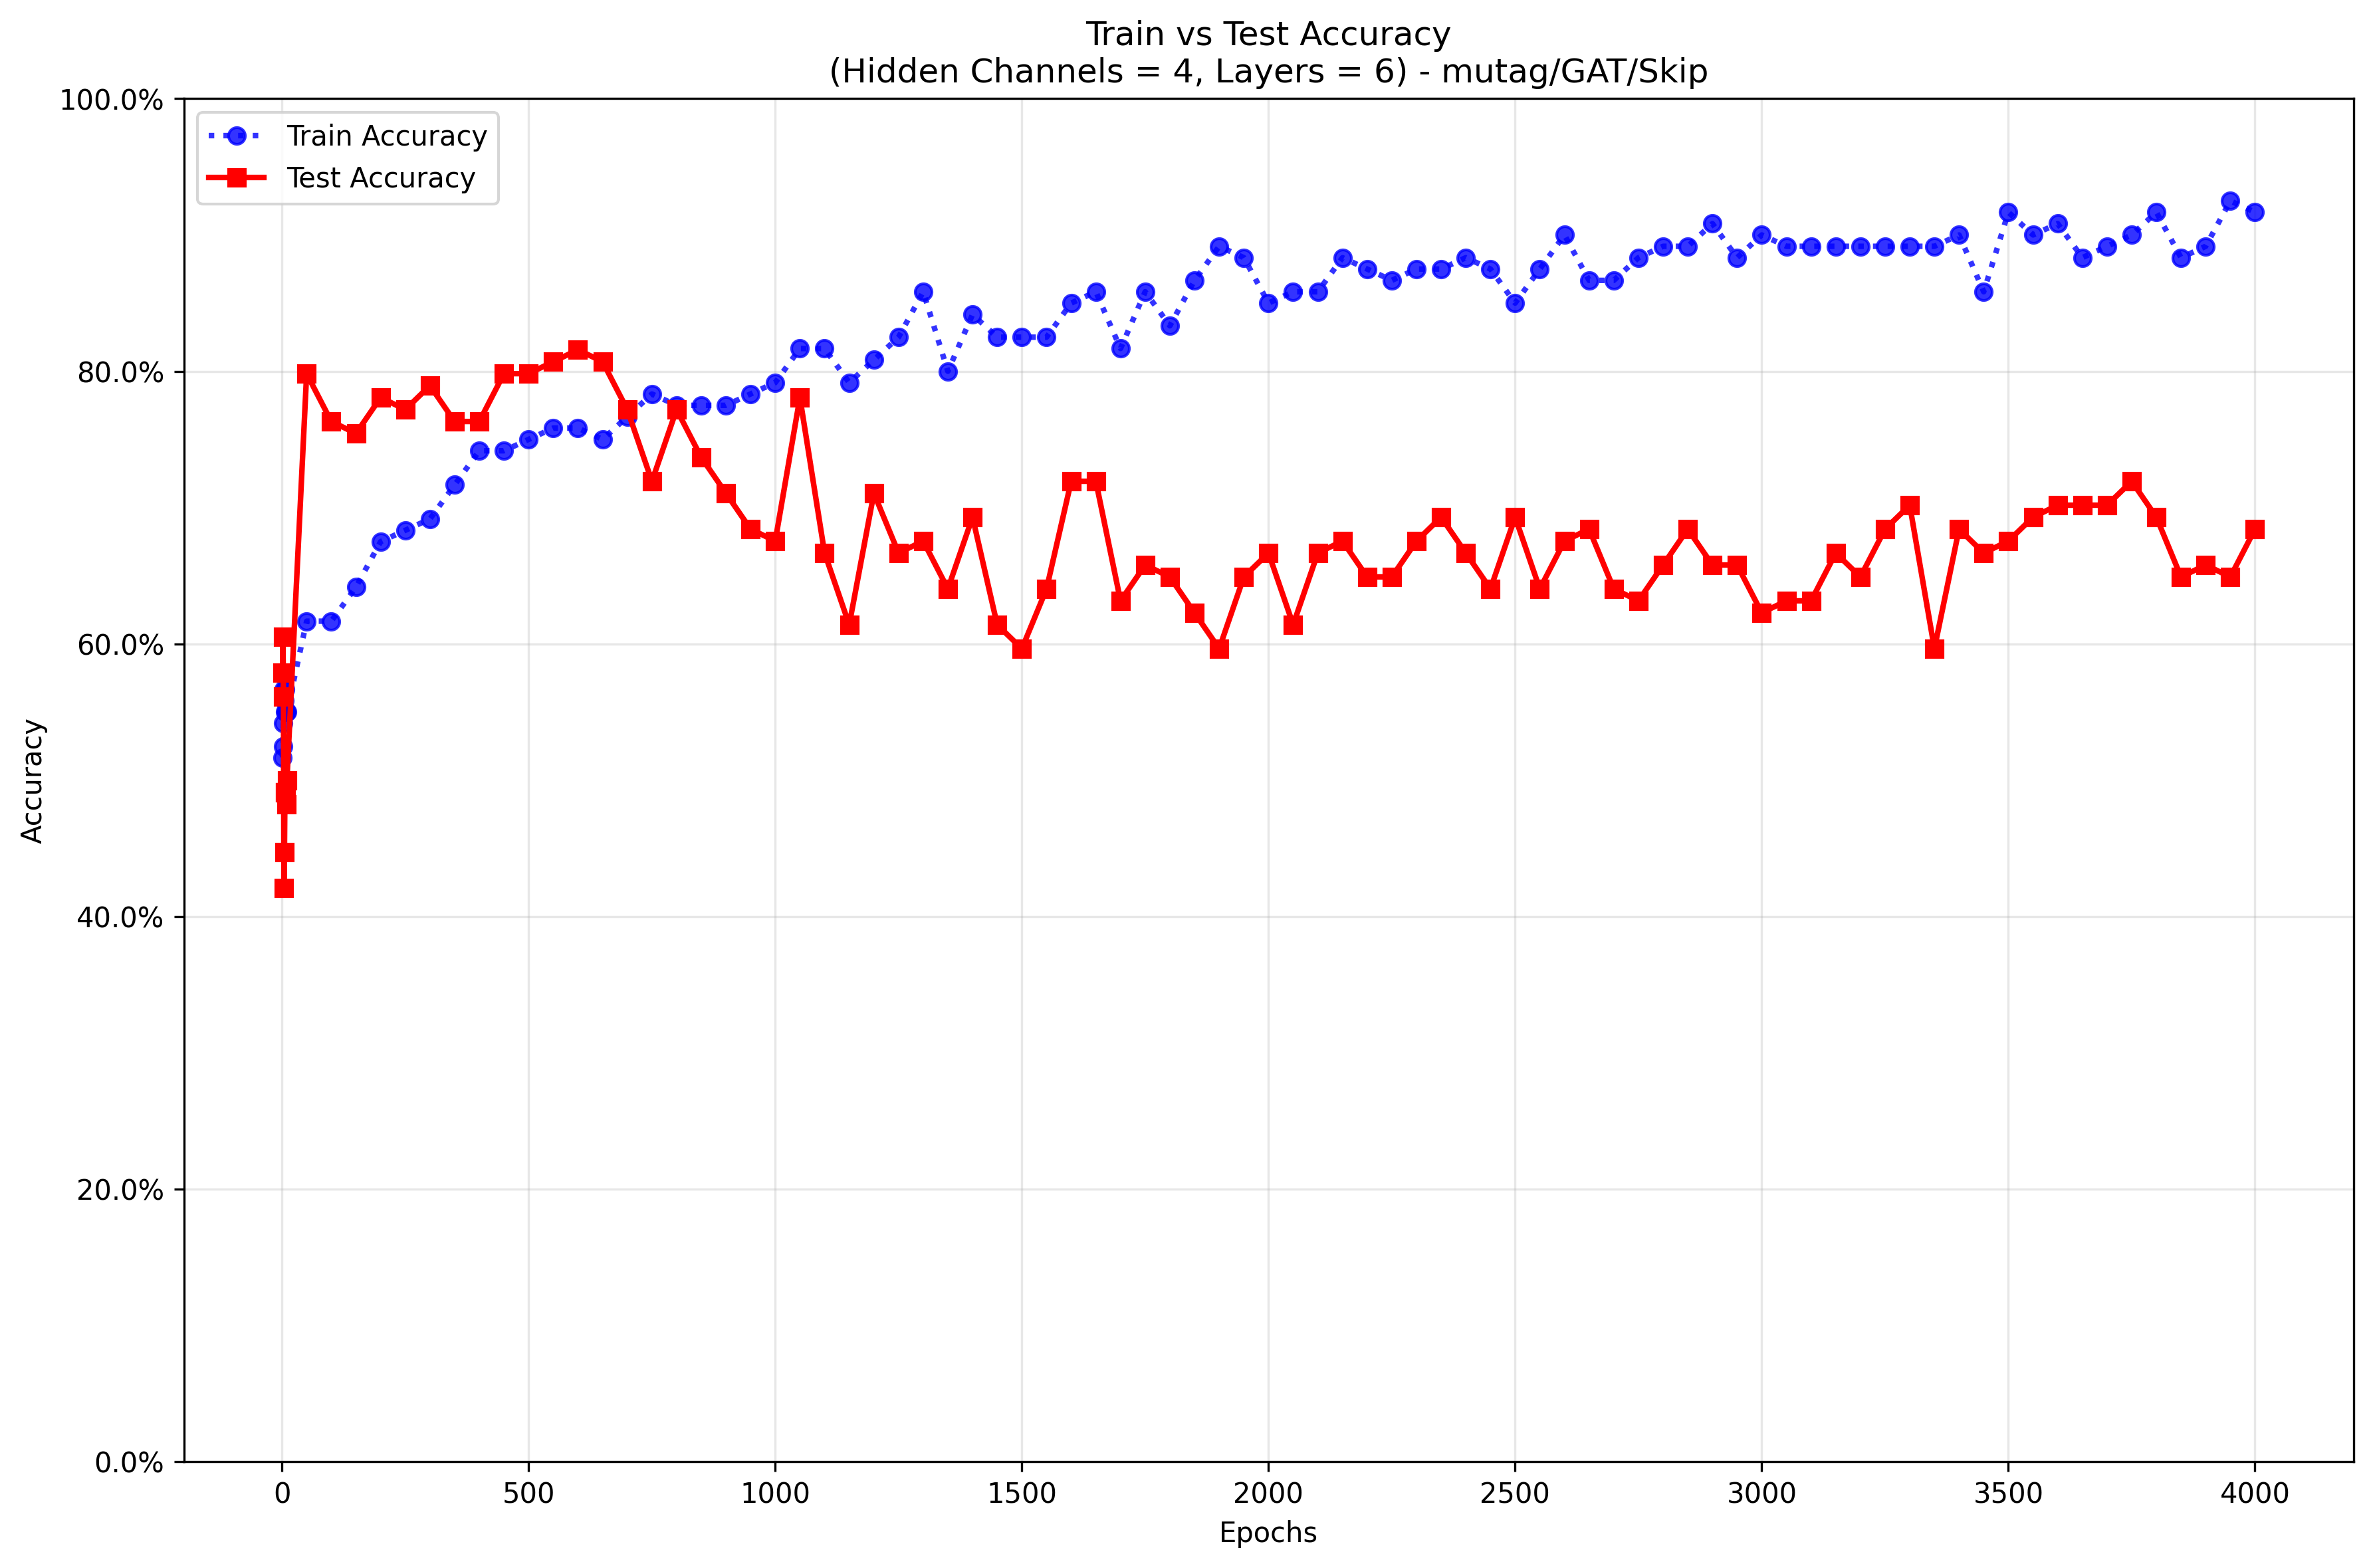 Train vs Test Accuracy
(Hidden Channels = 4, Layers = 6) - mutag/GAT/Skip
Train Accuracy
Test Accuracy
100.0%
80.0%
60.0%
40.0%
20.0%
0.0%
Accuracy
0 500 1000 1500 2000 2500 3000 3500 4000
Epochs